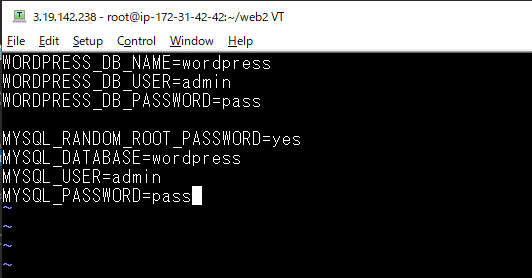 3.19.142.238 - root@ip-172-31-42-42:~/web2 VT
File Edit Setup Control Window Help
WORDPRESS_DB_NAME=wordpress
WORDPRESS_DB_USER=admin
WORDPRESS_DB_PASSWORD=pass
MYSQL_RANDOM_ROOT_PASSWORD=yes
MYSQL_DATABASE=wordpress
MYSQL_USER=admin
MYSQL_PASSWORD=pass
~
~
~
~